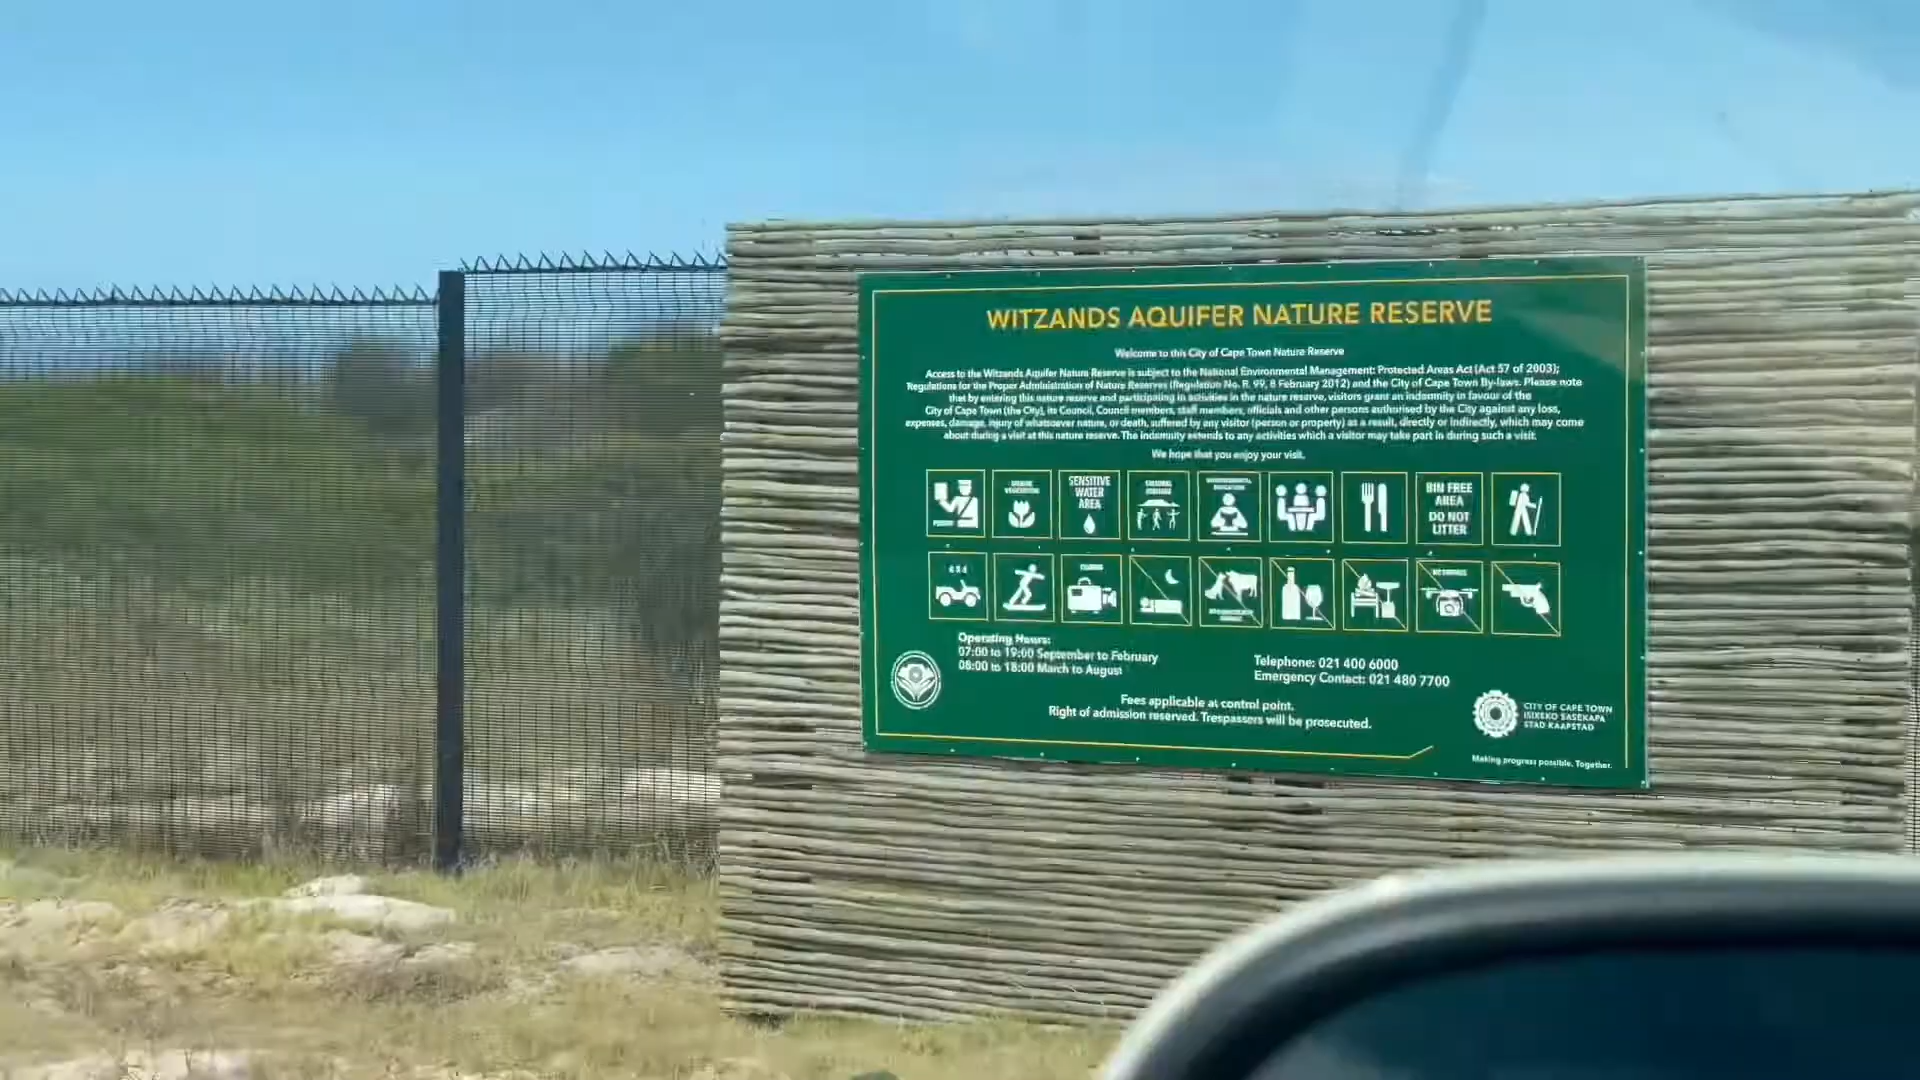 WITZANDS AQUIFER NATURE RESERVE
Welcome to this City of Cape Town Nature Reserve
Access to the Witzands Aquifer Nature Reserve is subject to the National Environmental Management: Protected Areas Act (Act 57 of 2003);
Regulations for the Proper Administration of Nature Reserves (Regulation No. R. 99, 8 February 2012) and the City of Cape Town By-laws. Please note
that by entering this nature reserve and participating in activities in the nature reserve, visitors grant an indemnity in favour of the
City of Cape Town (the City), its Council, Council members, staff members, officials and other persons authorised by the City against any loss,
expenses, damage, injury of whatsoever nature, or death, suffered by any visitor (person or property) as a result, directly or indirectly, which may come
about during a visit at this nature reserve. The indemnity extends to any activities which a visitor may take part in during such a visit.
We hope that you enjoy your visit.
SENSITIVE
WATER
AREA
BIN FREE
AREA
DO NOT
LITTER
4 X 4
Operating Hours:
07:00 to 19:00 September to February
08:00 to 18:00 March to August
Telephone: 021 400 6000
Emergency Contact: 021 480 7700
Fees applicable at control point.
Right of admission reserved. Trespassers will be prosecuted.
CITY OF CAPE TOWN
ISIXEKO SASEKAPA
STAD KAAPSTAD
Making progress possible. Together.